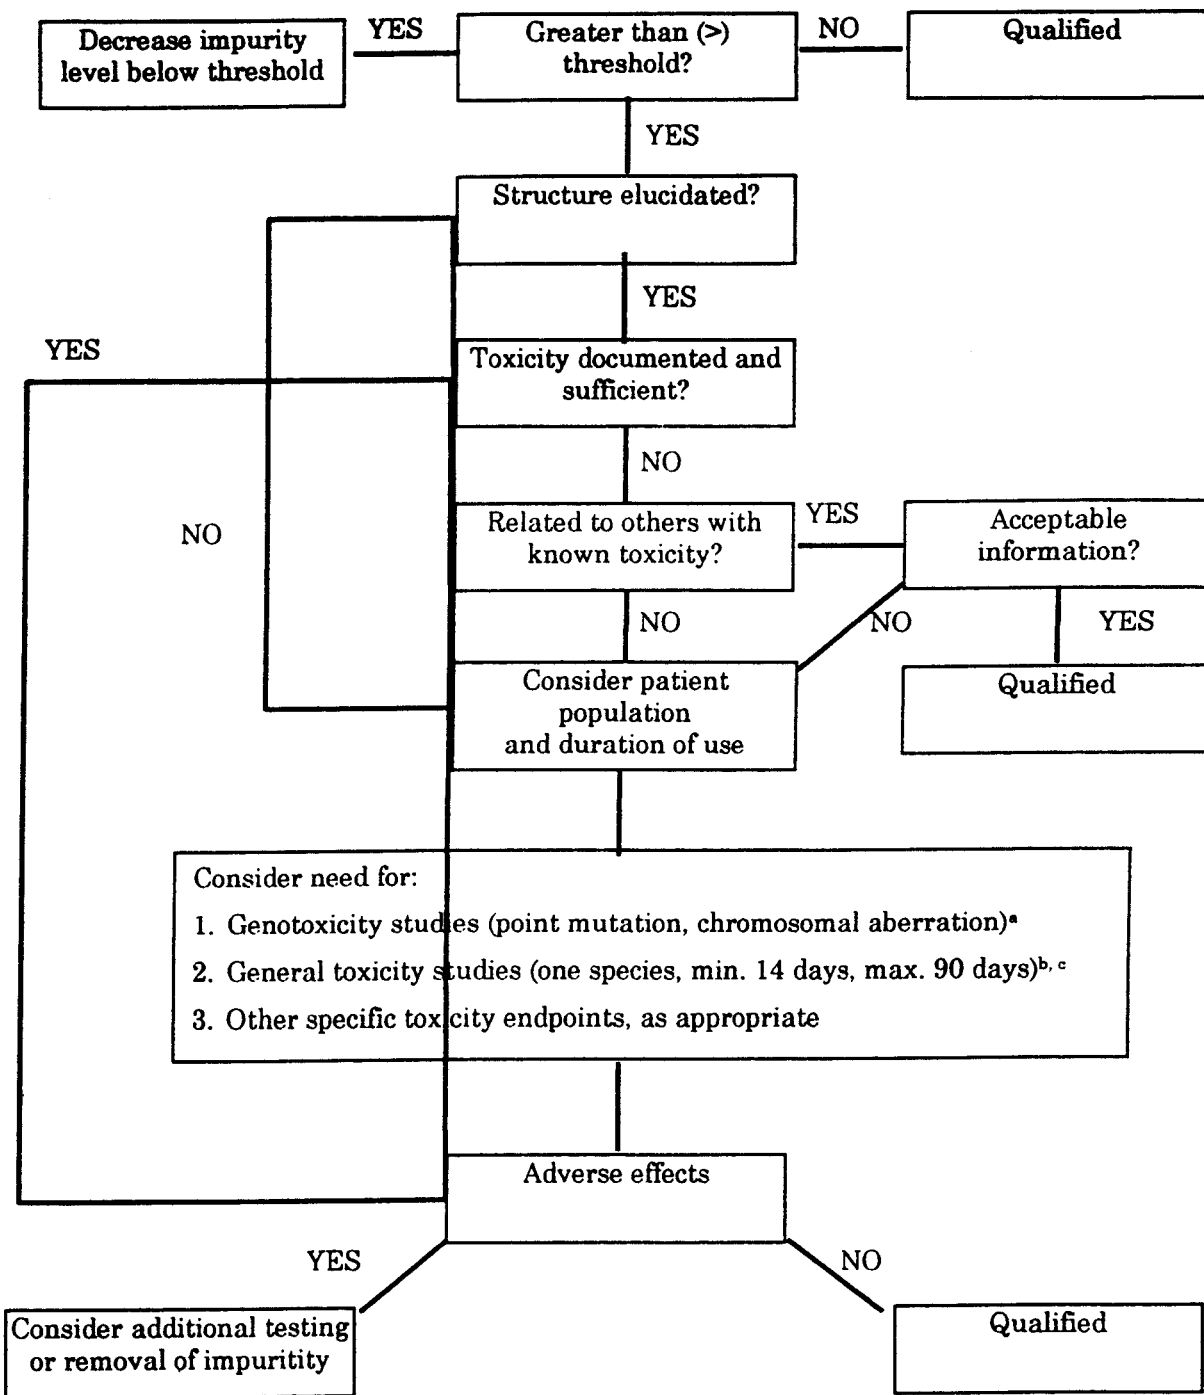 Decrease impurity
level below threshold
YES
Greater than (>)
threshold?
NO
Qualified
YES
Structure elucidated?
YES
YES
Toxicity documented and
sufficient?
NO
NO
Related to others with
known toxicity?
YES
Acceptable
information?
NO
NO
YES
Consider patient
population
and duration of use
Qualified
Consider need for:
1. Genotoxicity studies (point mutation, chromosomal aberration)ᵃ
2. General toxicity studies (one species, min. 14 days, max. 90 days)ᵇ, ᶜ
3. Other specific toxicity endpoints, as appropriate
Adverse effects
YES
NO
Consider additional testing
or removal of impuritity
Qualified